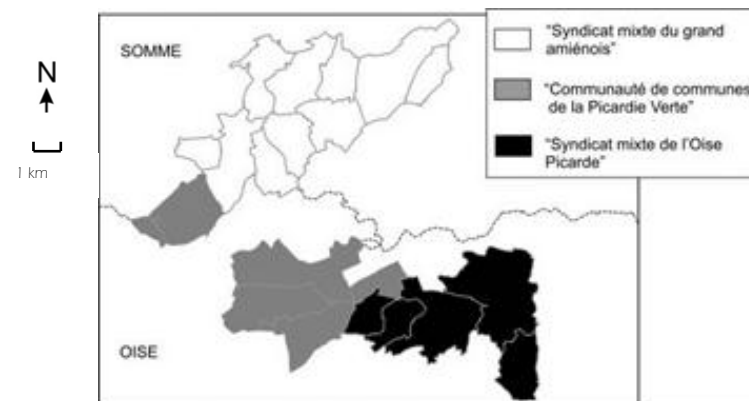 SOMME
"Syndicat mixte du grand
amiénois"
"Communauté de communes
de la Picardie Verte"
"Syndicat mixte de l'Oise
Picarde"
N
1 km
OISE